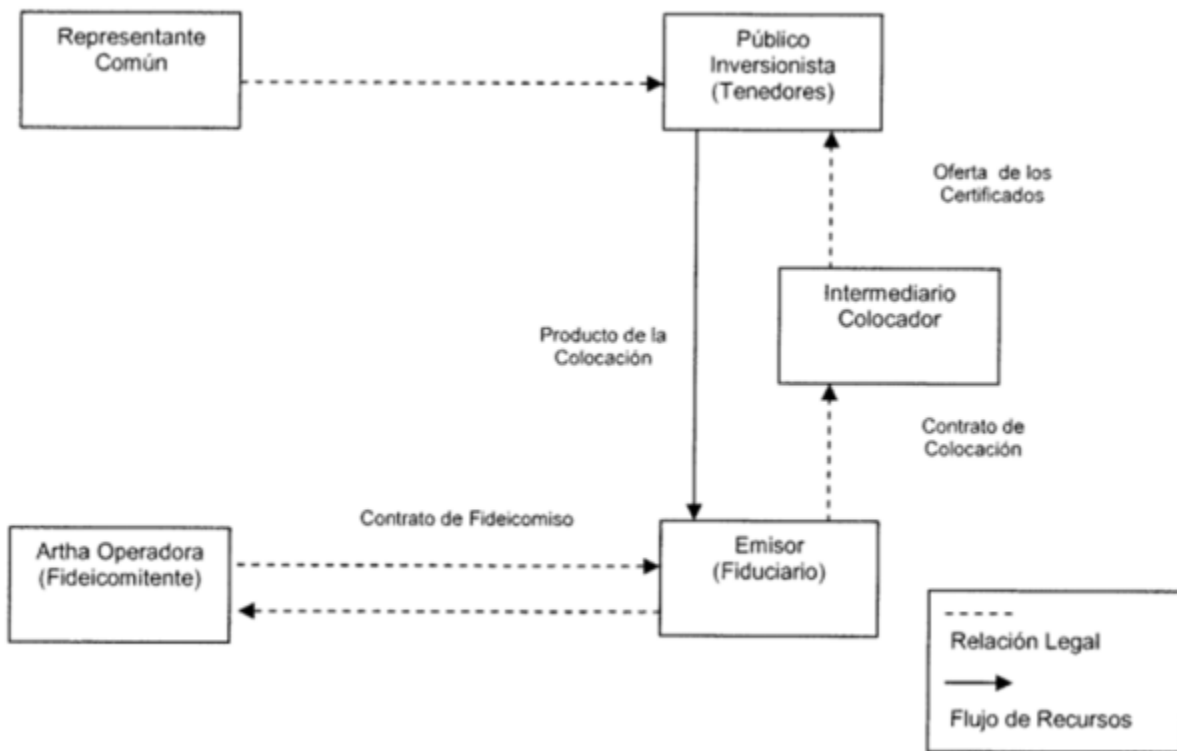 Representante
Común
Público
Inversionista
(Tenedores)
Oferta de los
Certificados
Intermediario
Colocador
Producto de la
Colocación
Contrato de
Colocación
Contrato de Fideicomiso
Artha Operadora
(Fideicomitente)
Emisor
(Fiduciario)
Relación Legal
Flujo de Recursos